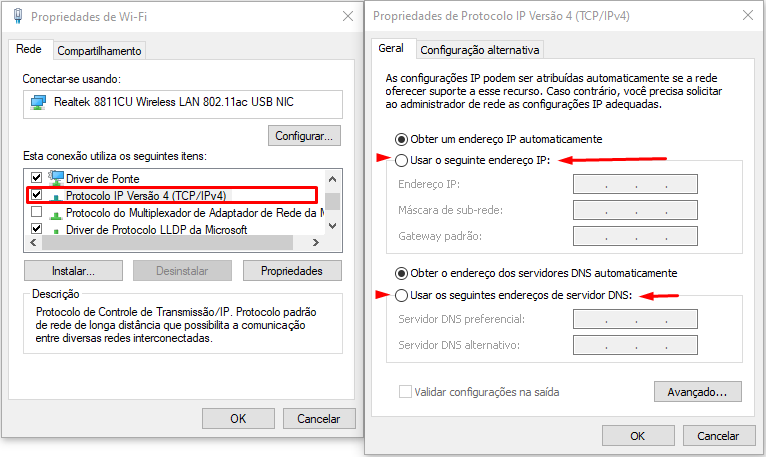 Propriedades de Wi-Fi
Rede
Compartilhamento
Conectar-se usando:
Realtek 8811CU Wireless LAN 802.11ac USB NIC
Configurar...
Esta conexão utiliza os seguintes itens:
Driver de Ponte
Protocolo IP Versão 4 (TCP/IPv4)
Protocolo do Multiplexador de Adaptador de Rede da M
Driver de Protocolo LLDP da Microsoft
Instalar...
Desinstalar
Propriedades
Descrição
Protocolo de Controle de Transmissão/IP. Protocolo padrão
de rede de longa distância que possibilita a comunicação
entre diversas redes interconectadas.
OK
Cancelar
Propriedades de Protocolo IP Versão 4 (TCP/IPv4)
Geral
Configuração alternativa
As configurações IP podem ser atribuídas automaticamente se a rede
oferecer suporte a esse recurso. Caso contrário, você precisa solicitar
ao administrador de rede as configurações IP adequadas.
Obter um endereço IP automaticamente
Usar o seguinte endereço IP:
Endereço IP:
Máscara de sub-rede:
Gateway padrão:
Obter o endereço dos servidores DNS automaticamente
Usar os seguintes endereços de servidor DNS:
Servidor DNS preferencial:
Servidor DNS alternativo:
Validar configurações na saída
Avançado...
OK
Cancelar